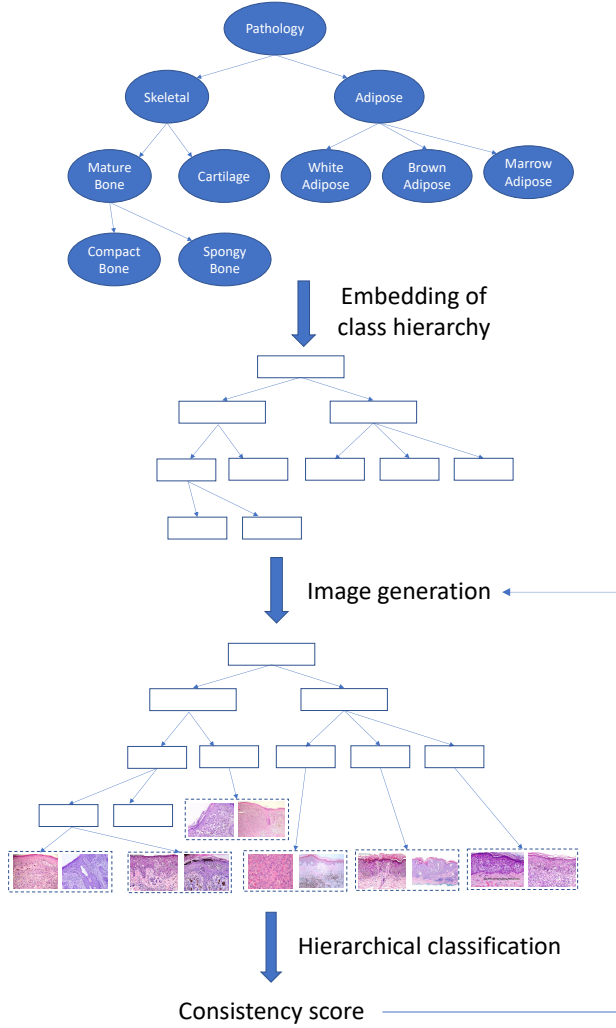 Pathology
Skeletal
Adipose
Mature
Bone
Cartilage
White
Adipose
Brown
Adipose
Marrow
Adipose
Compact
Bone
Spongy
Bone
Embedding of
class hierarchy
Image generation
Hierarchical classification
Consistency score